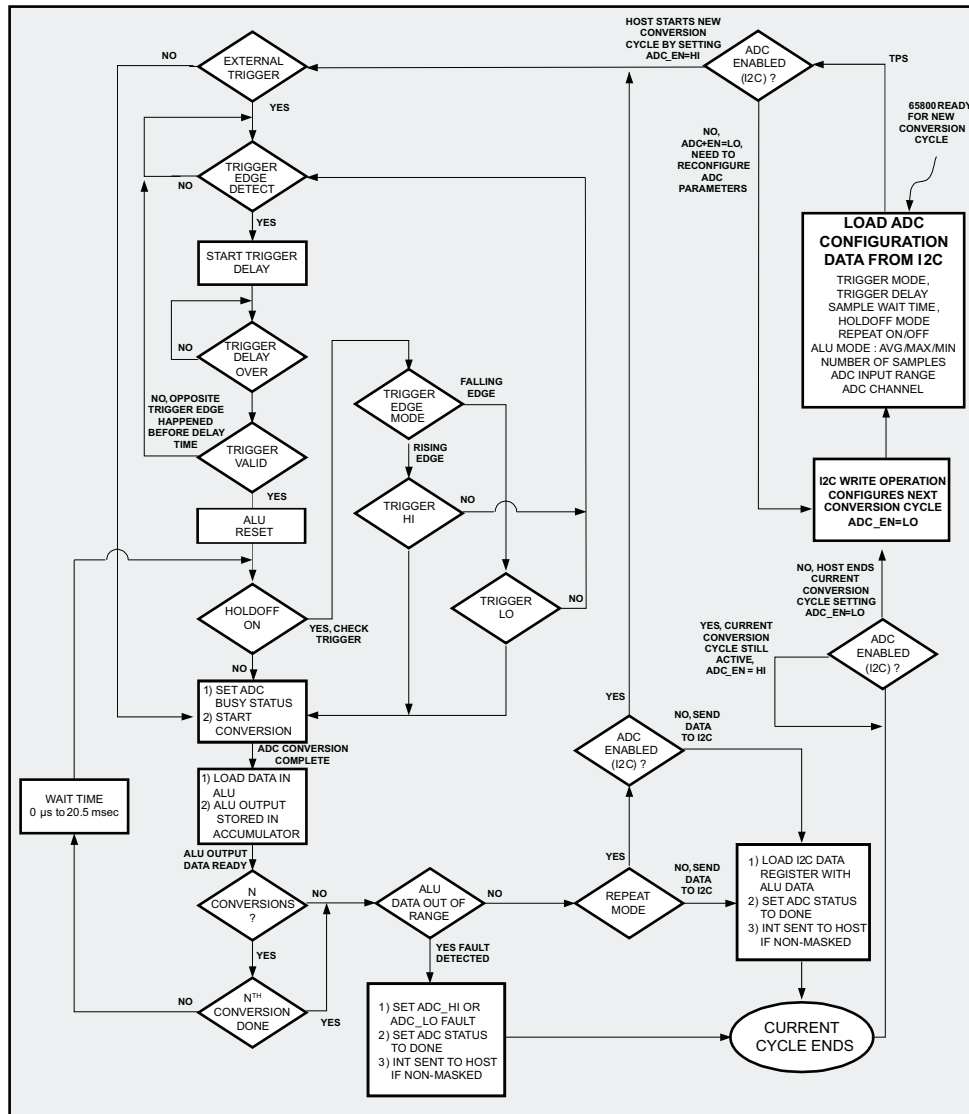 HOST STARTS NEW
CONVERSION
CYCLE BY SETTING
ADC_EN=HI
NO
EXTERNAL
TRIGGER
YES
ADC
ENABLED
(I2C) ?
TPS
65800 READY
FOR NEW
CONVERSION
CYCLE
NO,
ADC+EN=LO,
NEED TO
RECONFIGURE
ADC
PARAMETERS
TRIGGER
EDGE
DETECT
NO
YES
START TRIGGER
DELAY
LOAD ADC
CONFIGURATION
DATA FROM I2C
TRIGGER MODE,
TRIGGER DELAY
SAMPLE WAIT TIME,
HOLDOFF MODE
REPEAT ON/OFF
ALU MODE : AVG/MAX/MIN
NUMBER OF SAMPLES
ADC INPUT RANGE
ADC CHANNEL
NO
TRIGGER
DELAY
OVER
NO, OPPOSITE
TRIGGER EDGE
HAPPENED
BEFORE DELAY
TIME
TRIGGER
VALID
YES
TRIGGER
EDGE
MODE
FALLING
EDGE
RISING
EDGE
TRIGGER
HI
NO
ALU
RESET
I2C WRITE OPERATION
CONFIGURES NEXT
CONVERSION CYCLE
ADC_EN=LO
HOLDOFF
ON
YES, CHECK
TRIGGER
NO
TRIGGER
LO
NO
NO, HOST ENDS
CURRENT
CYCLE SETTING
ADC_EN=LO
YES, CURRENT
CONVERSION
CYCLE STILL
ACTIVE,
ADC_EN = HI
ADC
ENABLED
(I2C) ?
1) SET ADC
BUSY STATUS
2) START
CONVERSION
ADC CONVERSION
COMPLETE
YES
ADC
ENABLED
(I2C) ?
NO, SEND
DATA
TO I2C
WAIT TIME
0 µs to 20.5 msec
1) LOAD DATA IN
ALU
2) ALU OUTPUT
STORED IN
ACCUMULATOR
ALU OUTPUT
DATA READY
N
CONVERSIONS
?
NO
YES
ALU
DATA OUT OF
RANGE
NO
YES FAULT
DETECTED
YES
REPEAT
MODE
NO, SEND
DATA
TO I2C
1) LOAD I2C DATA
REGISTER WITH
ALU DATA
2) SET ADC STATUS
TO DONE
3) INT SENT TO HOST
IF NON-MASKED
NO
NTH
CONVERSION
DONE
YES
1) SET ADC_HI OR
ADC_LO FAULT
2) SET ADC STATUS
TO DONE
3) INT SENT TO HOST
IF NON-MASKED
CURRENT
CYCLE ENDS